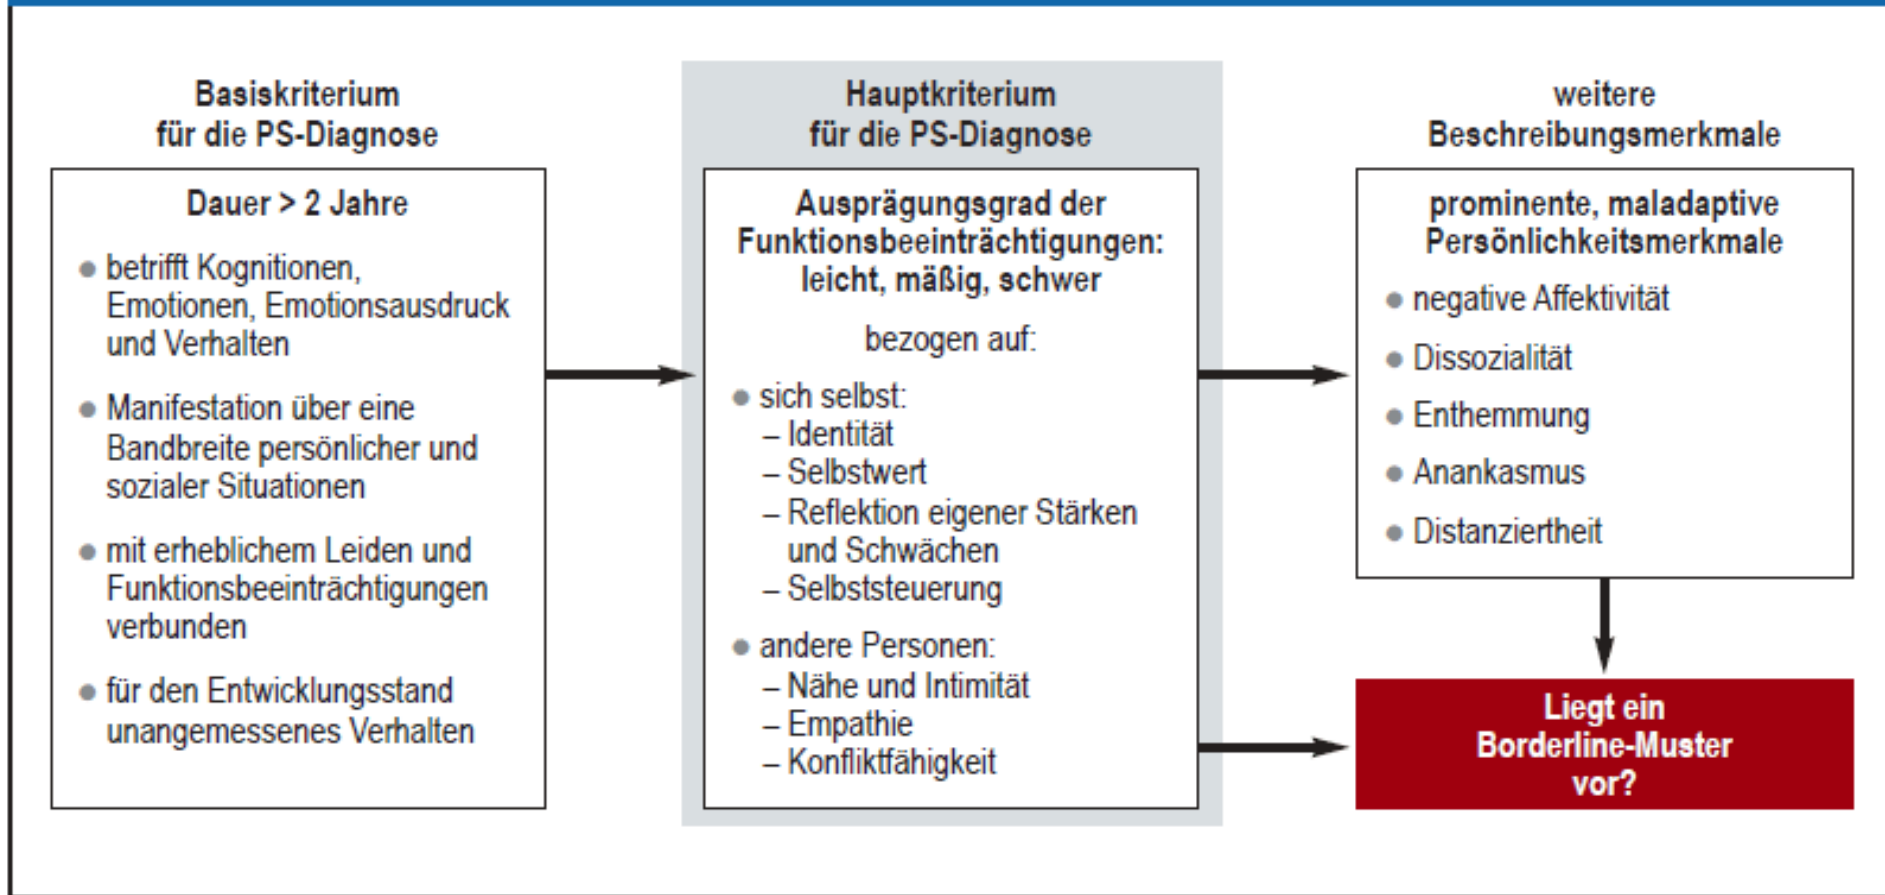 Basiskriterium
für die PS-Diagnose
Dauer > 2 Jahre
● betrifft Kognitionen,
Emotionen, Emotionsausdruck
und Verhalten
● Manifestation über eine
Bandbreite persönlicher und
sozialer Situationen
● mit erheblichem Leiden und
Funktionsbeeinträchtigungen
verbunden
● für den Entwicklungsstand
unangemessenes Verhalten
Hauptkriterium
für die PS-Diagnose
Ausprägungsgrad der
Funktionsbeeinträchtigungen:
leicht, mäßig, schwer
bezogen auf:
● sich selbst:
– Identität
– Selbstwert
– Reflektion eigener Stärken
und Schwächen
– Selbststeuerung
● andere Personen:
– Nähe und Intimität
– Empathie
– Konfliktfähigkeit
weitere
Beschreibungsmerkmale
prominente, maladaptive
Persönlichkeitsmerkmale
● negative Affektivität
● Dissozialität
● Enthemmung
● Anankasmus
● Distanziertheit
Liegt ein
Borderline-Muster
vor?